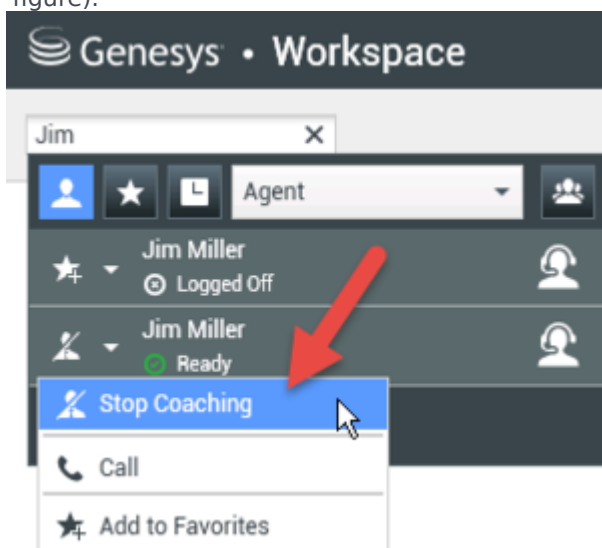 figure).
Genesys • Workspace
Jim
Agent
Jim Miller
Logged Off
Jim Miller
Ready
Stop Coaching
Call
Add to Favorites